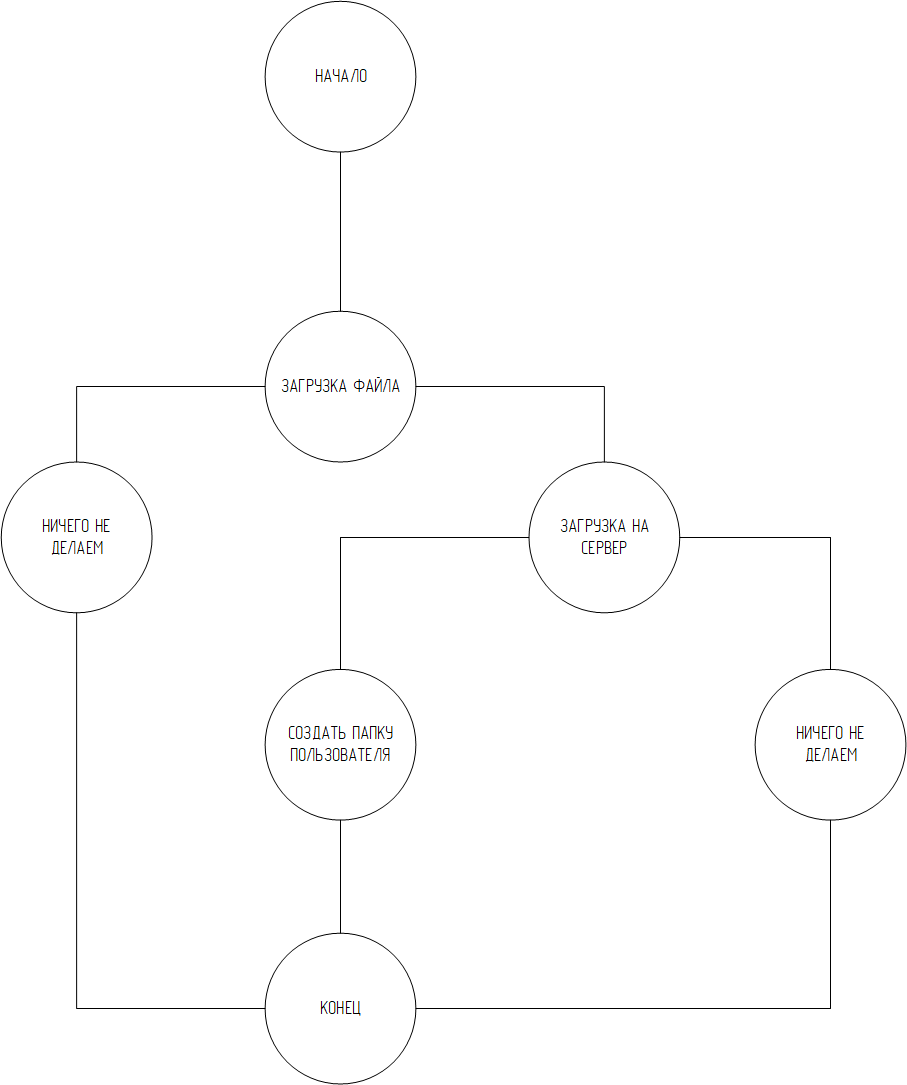 НАЧАЛО
ЗАГРУЗКА ФАЙЛА
НИЧЕГО НЕ
ДЕЛАЕМ
ЗАГРУЗКА НА
СЕРВЕР
СОЗДАТЬ ПАПКУ
ПОЛЬЗОВАТЕЛЯ
НИЧЕГО НЕ
ДЕЛАЕМ
КОНЕЦ